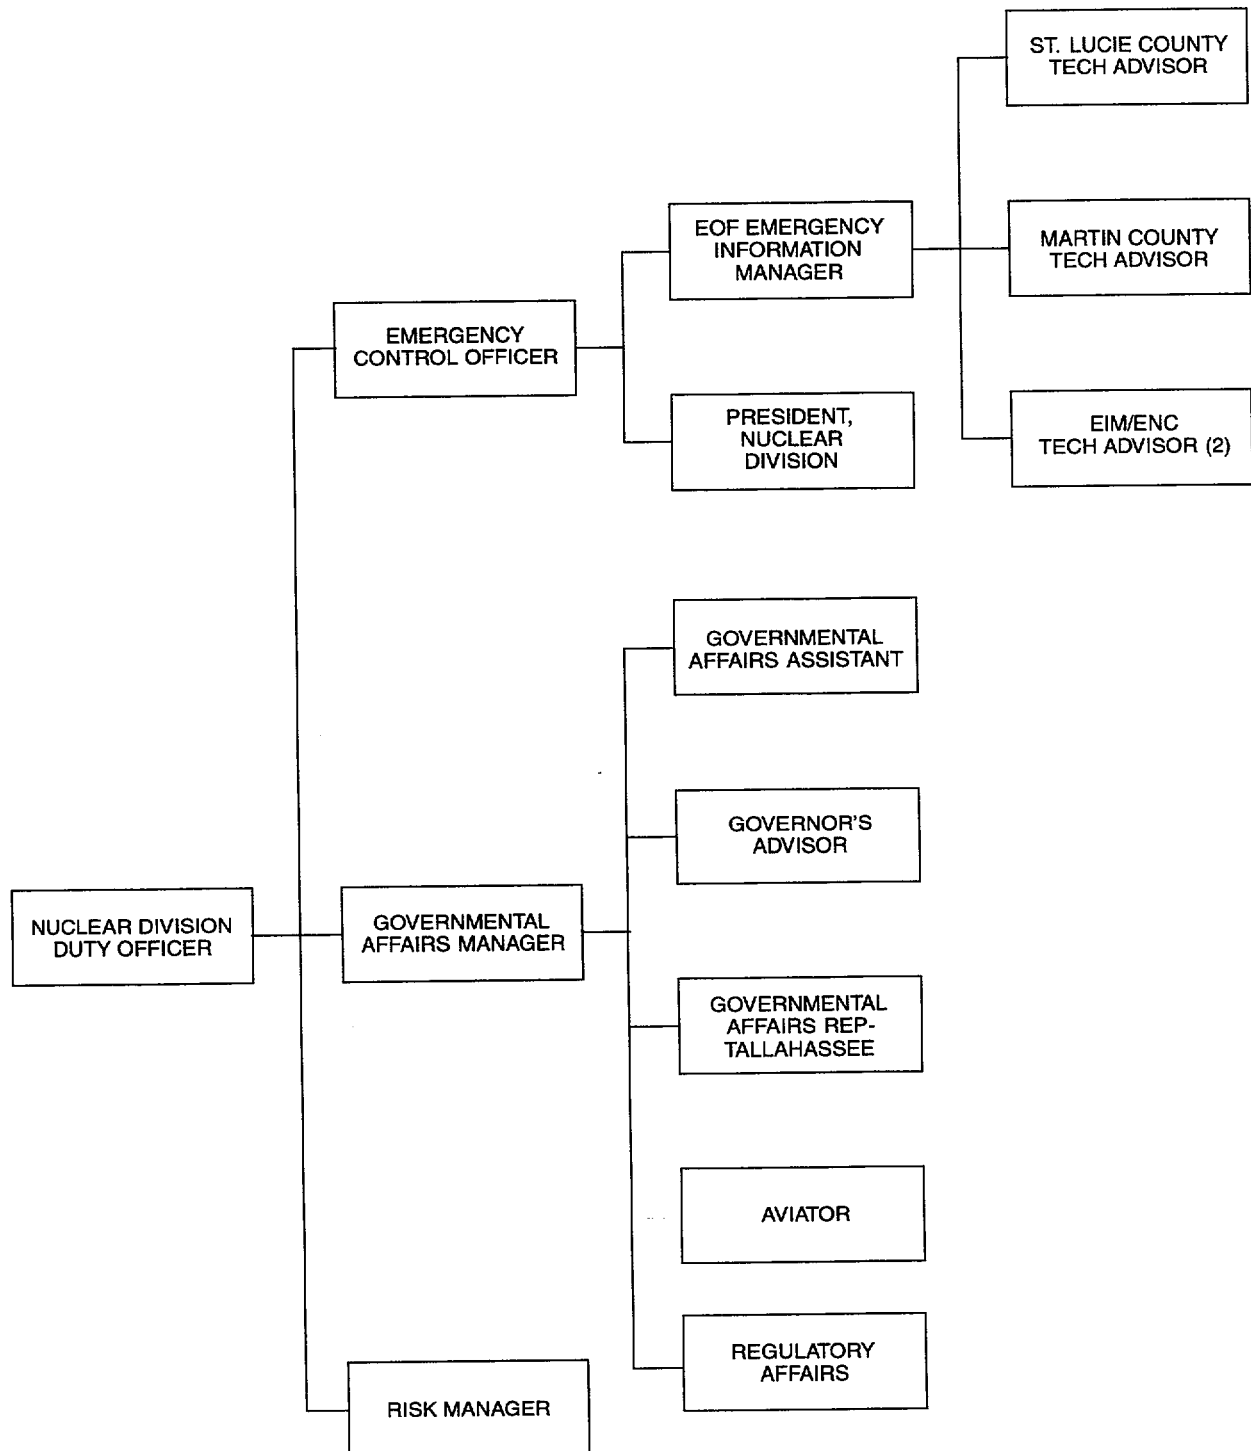 ST. LUCIE COUNTY
TECH ADVISOR
EOF EMERGENCY
INFORMATION
MANAGER
MARTIN COUNTY
TECH ADVISOR
EMERGENCY
CONTROL OFFICER
PRESIDENT,
NUCLEAR
DIVISION
EIM/ENC
TECH ADVISOR (2)
GOVERNMENTAL
AFFAIRS ASSISTANT
GOVERNOR'S
ADVISOR
NUCLEAR DIVISION
DUTY OFFICER
GOVERNMENTAL
AFFAIRS MANAGER
GOVERNMENTAL
AFFAIRS REP-
TALLAHASSEE
AVIATOR
REGULATORY
AFFAIRS
RISK MANAGER